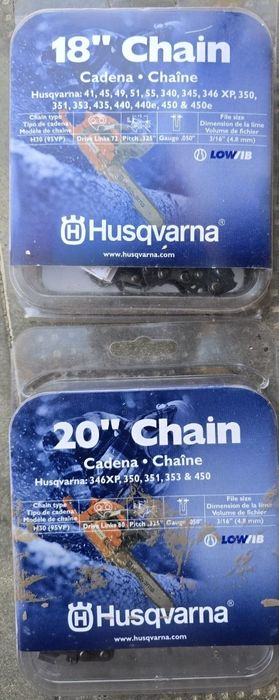 18" Chain
Cadena • Chaîne
Husqvarna: 41, 45, 49, 51, 55, 340, 345, 346 XP, 350,
351, 353, 435, 440, 440e, 450 & 450e
Chain type
Tipo de cadena
Modèle de chaîne
H30 (95VP)
Drive Links 72
Pitch .325"
Gauge .050"
File size
Dimension de la lime
Volume de fichier
3/16" (4.8 mm)
LOWVIB
H Husqvarna®
www.husqvarna.com
20" Chain
Cadena • Chaîne
Husqvarna: 346XP, 350, 351, 353 & 450
Chain type
Tipo de cadena
Modèle de chaîne
H30 (95VP)
Drive Links 80
Pitch .325"
Gauge .050"
File size
Dimension de la lime
Volume de fichier
3/16" (4.8 mm)
LOWVIB
H Husqvarna®
www.husqvarna.com